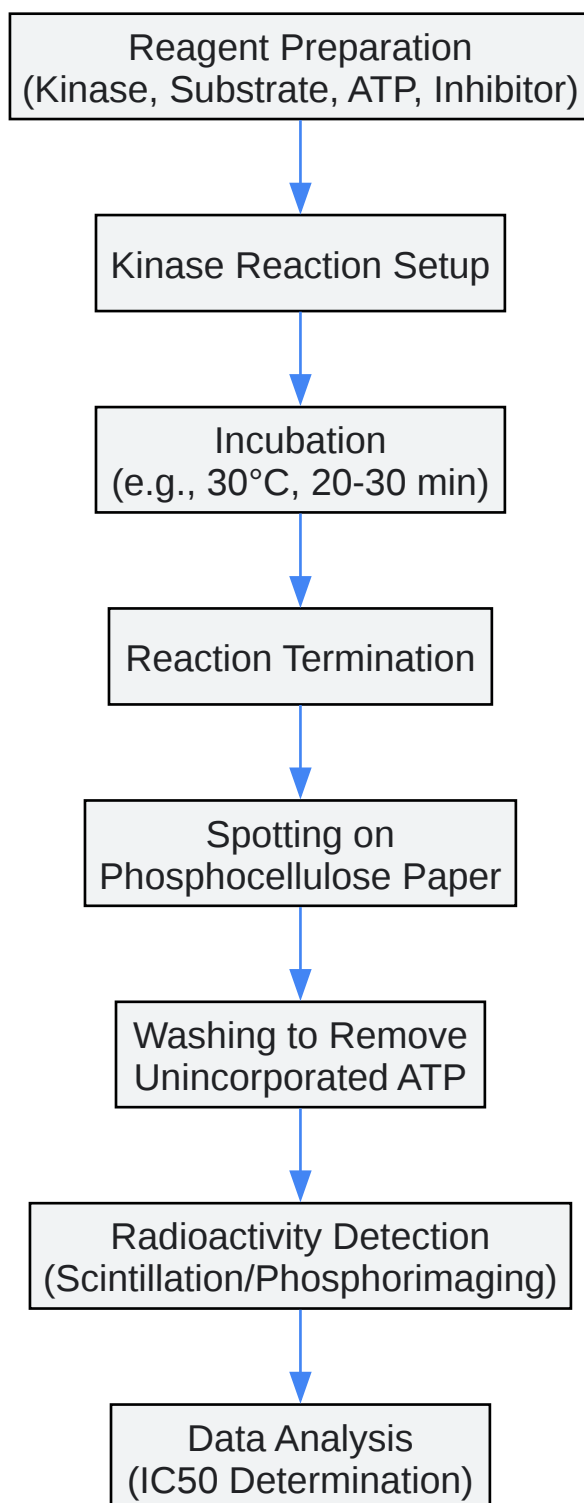 Reagent Preparation
(Kinase, Substrate, ATP, Inhibitor)
Kinase Reaction Setup
Incubation
(e.g., 30°C, 20-30 min)
Reaction Termination
Spotting on
Phosphocellulose Paper
Washing to Remove
Unincorporated ATP
Radioactivity Detection
(Scintillation/Phosphorimaging)
Data Analysis
(IC50 Determination)